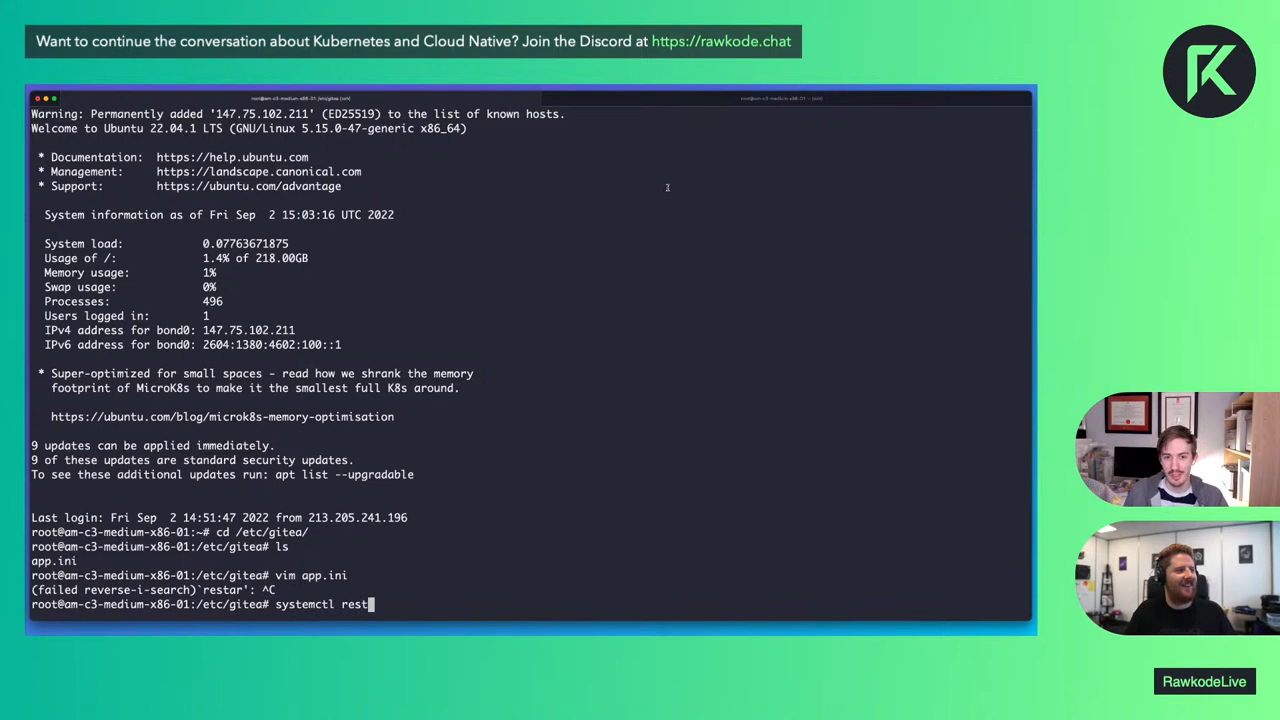 Want to continue the conversation about Kubernetes and Cloud Native? Join the Discord at https://rawkode.chat
Warning: Permanently added '147.75.102.211' (ED25519) to the list of known hosts.
Welcome to Ubuntu 22.04.1 LTS (GNU/Linux 5.15.0-47-generic x86_64)
* Documentation: https://help.ubuntu.com
* Management: https://landscape.canonical.com
* Support: https://ubuntu.com/advantage
System information as of Fri Sep 2 15:03:16 UTC 2022
System load: 0.07763671875
Usage of /: 1.4% of 218.00GB
Memory usage: 1%
Swap usage: 0%
Processes: 496
Users logged in: 1
IPv4 address for bond0: 147.75.102.211
IPv6 address for bond0: 2604:1380:4602:100::1
* Super-optimized for small spaces - read how we shrank the memory
footprint of MicroK8s to make it the smallest full K8s around.
https://ubuntu.com/blog/microk8s-memory-optimisation
9 updates can be applied immediately.
9 of these updates are standard security updates.
To see these additional updates run: apt list --upgradable
Last login: Fri Sep 2 14:51:47 2022 from 213.205.241.196
root@am-c3-medium-x86-01:~# cd /etc/gitea/
root@am-c3-medium-x86-01:/etc/gitea# ls
app.ini
root@am-c3-medium-x86-01:/etc/gitea# vim app.ini
(failed reverse-i-search)`restar': ^C
root@am-c3-medium-x86-01:/etc/gitea# systemctl rest
RawkodeLive